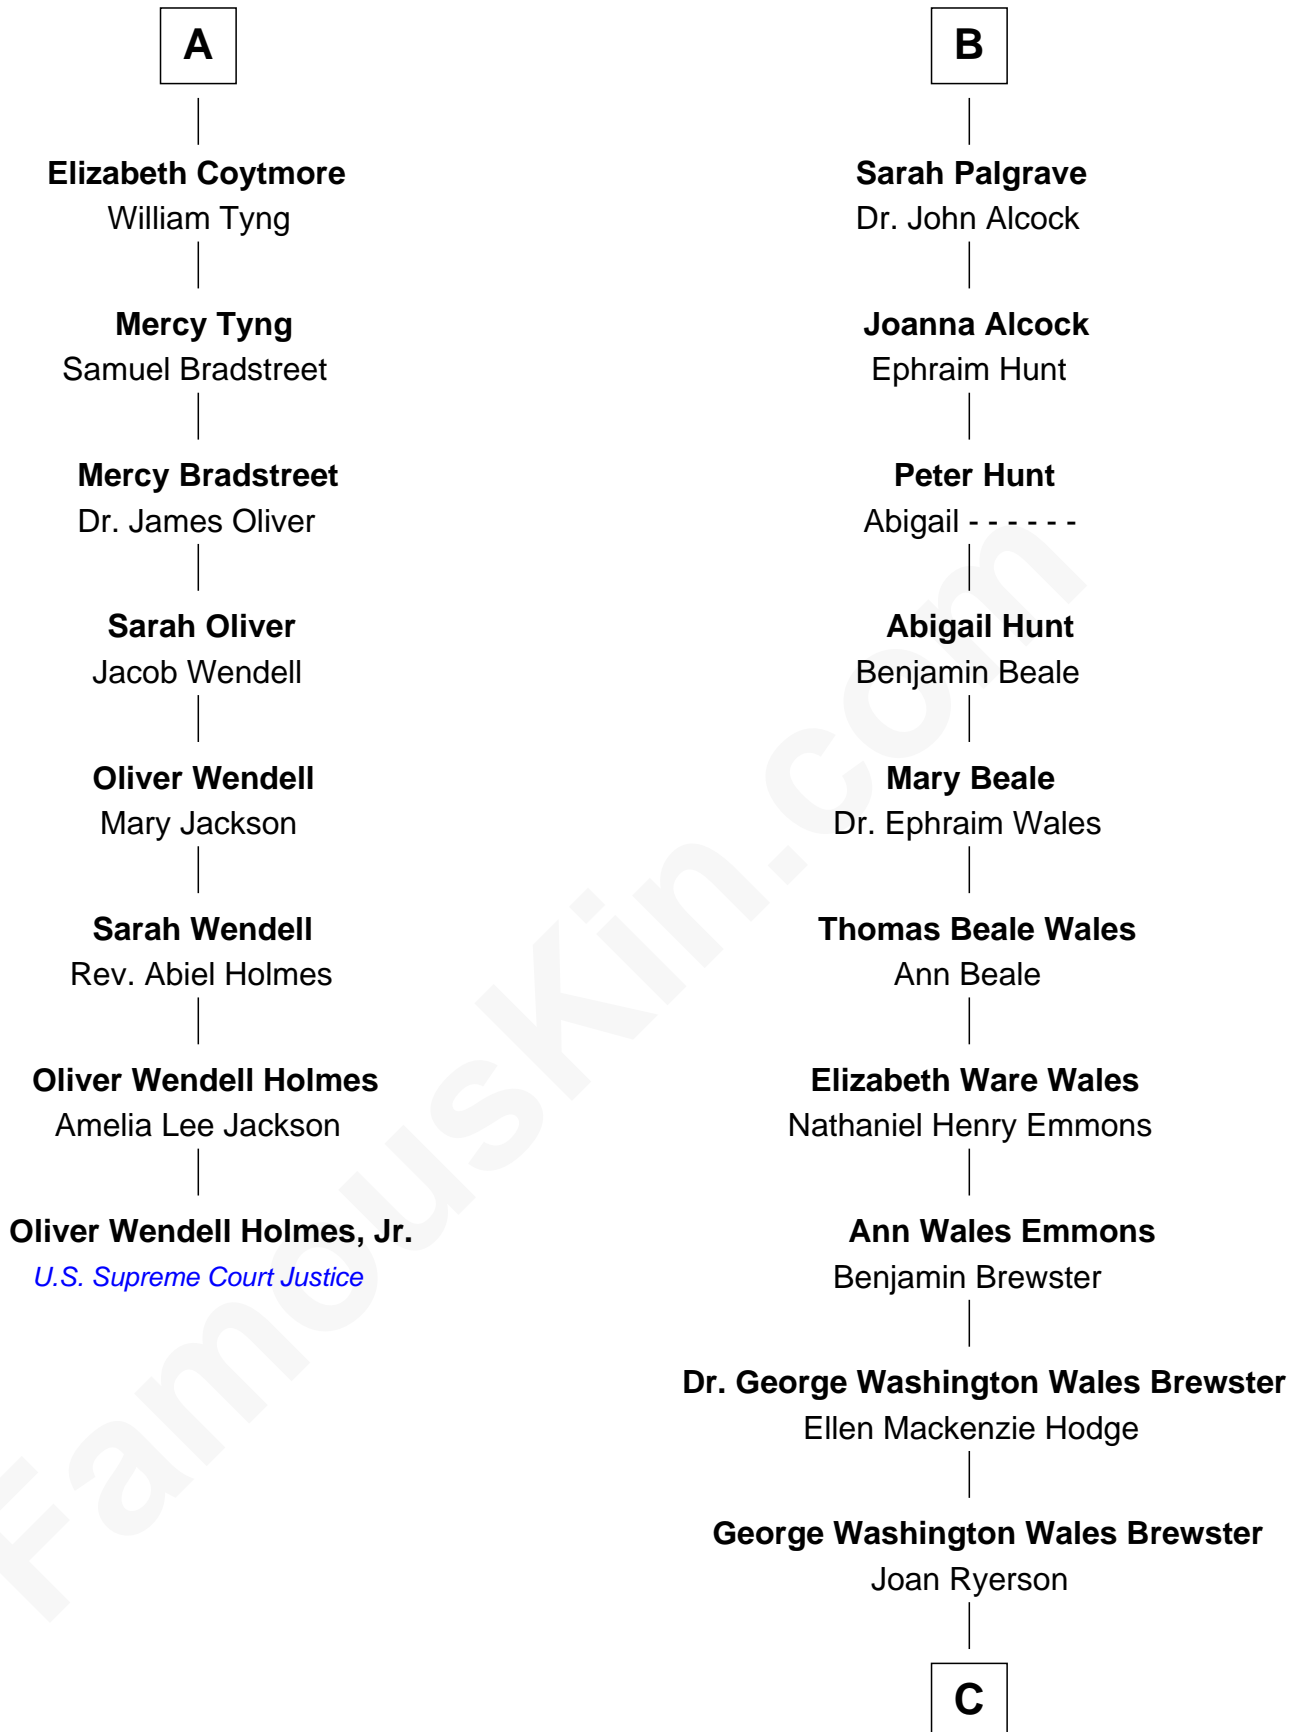 A
Elizabeth Coytmore
William Tyng
Mercy Tyng
Samuel Bradstreet
Mercy Bradstreet
Dr. James Oliver
Sarah Oliver
Jacob Wendell
Oliver Wendell
Mary Jackson
Sarah Wendell
Rev. Abiel Holmes
Oliver Wendell Holmes
Amelia Lee Jackson
Oliver Wendell Holmes, Jr.
U.S. Supreme Court Justice
B
Sarah Palgrave
Dr. John Alcock
Joanna Alcock
Ephraim Hunt
Peter Hunt
Abigail - - - - - -
Abigail Hunt
Benjamin Beale
Mary Beale
Dr. Ephraim Wales
Thomas Beale Wales
Ann Beale
Elizabeth Ware Wales
Nathaniel Henry Emmons
Ann Wales Emmons
Benjamin Brewster
Dr. George Washington Wales Brewster
Ellen Mackenzie Hodge
George Washington Wales Brewster
Joan Ryerson
C
FamousKin.com